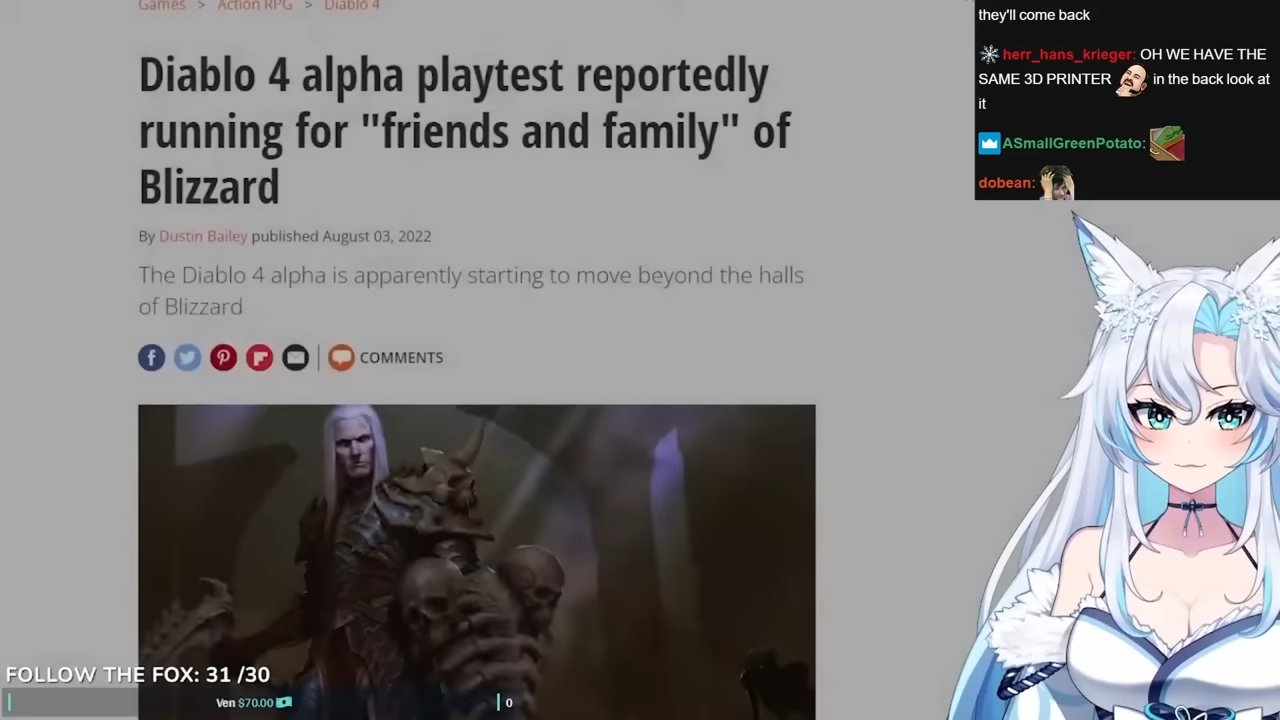 Games > Action RPG > Diablo 4
Diablo 4 alpha playtest reportedly
running for "friends and family" of
Blizzard
By Dustin Bailey published August 03, 2022
The Diablo 4 alpha is apparently starting to move beyond the halls
of Blizzard
COMMENTS
they'll come back
herr_hans_krieger: OH WE HAVE THE
SAME 3D PRINTER in the back look at
it
ASmallGreenPotato:
dobean:
FOLLOW THE FOX: 31 /30
Ven $70.00
0